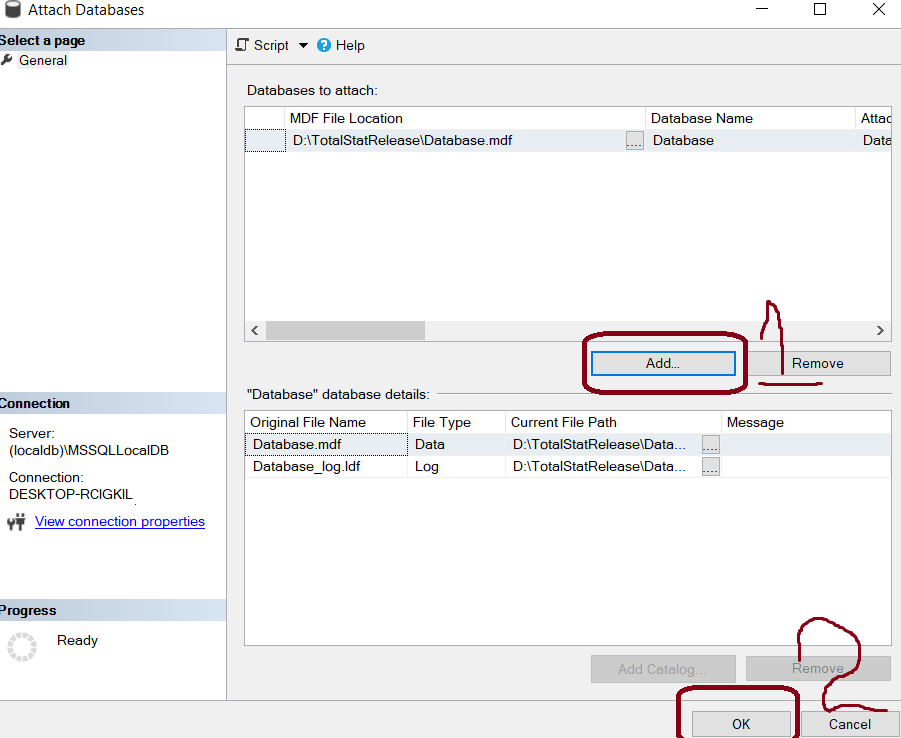 Attach Databases
Select a page
General
Script Help
Databases to attach:
MDF File Location Database Name Attac
D:\TotalStatRelease\Database.mdf .... Database Data
1
Add... Remove
"Database" database details:
Original File Name File Type Current File Path Message
Database.mdf Data D:\TotalStatRelease\Data... ....
Database_log.ldf Log D:\TotalStatRelease\Data... ....
Connection
Server:
(localdb)\MSSQLLocalDB
Connection:
DESKTOP-RCIGKIL
View connection properties
Progress
Ready
Add Catalog... Remove
2
OK Cancel